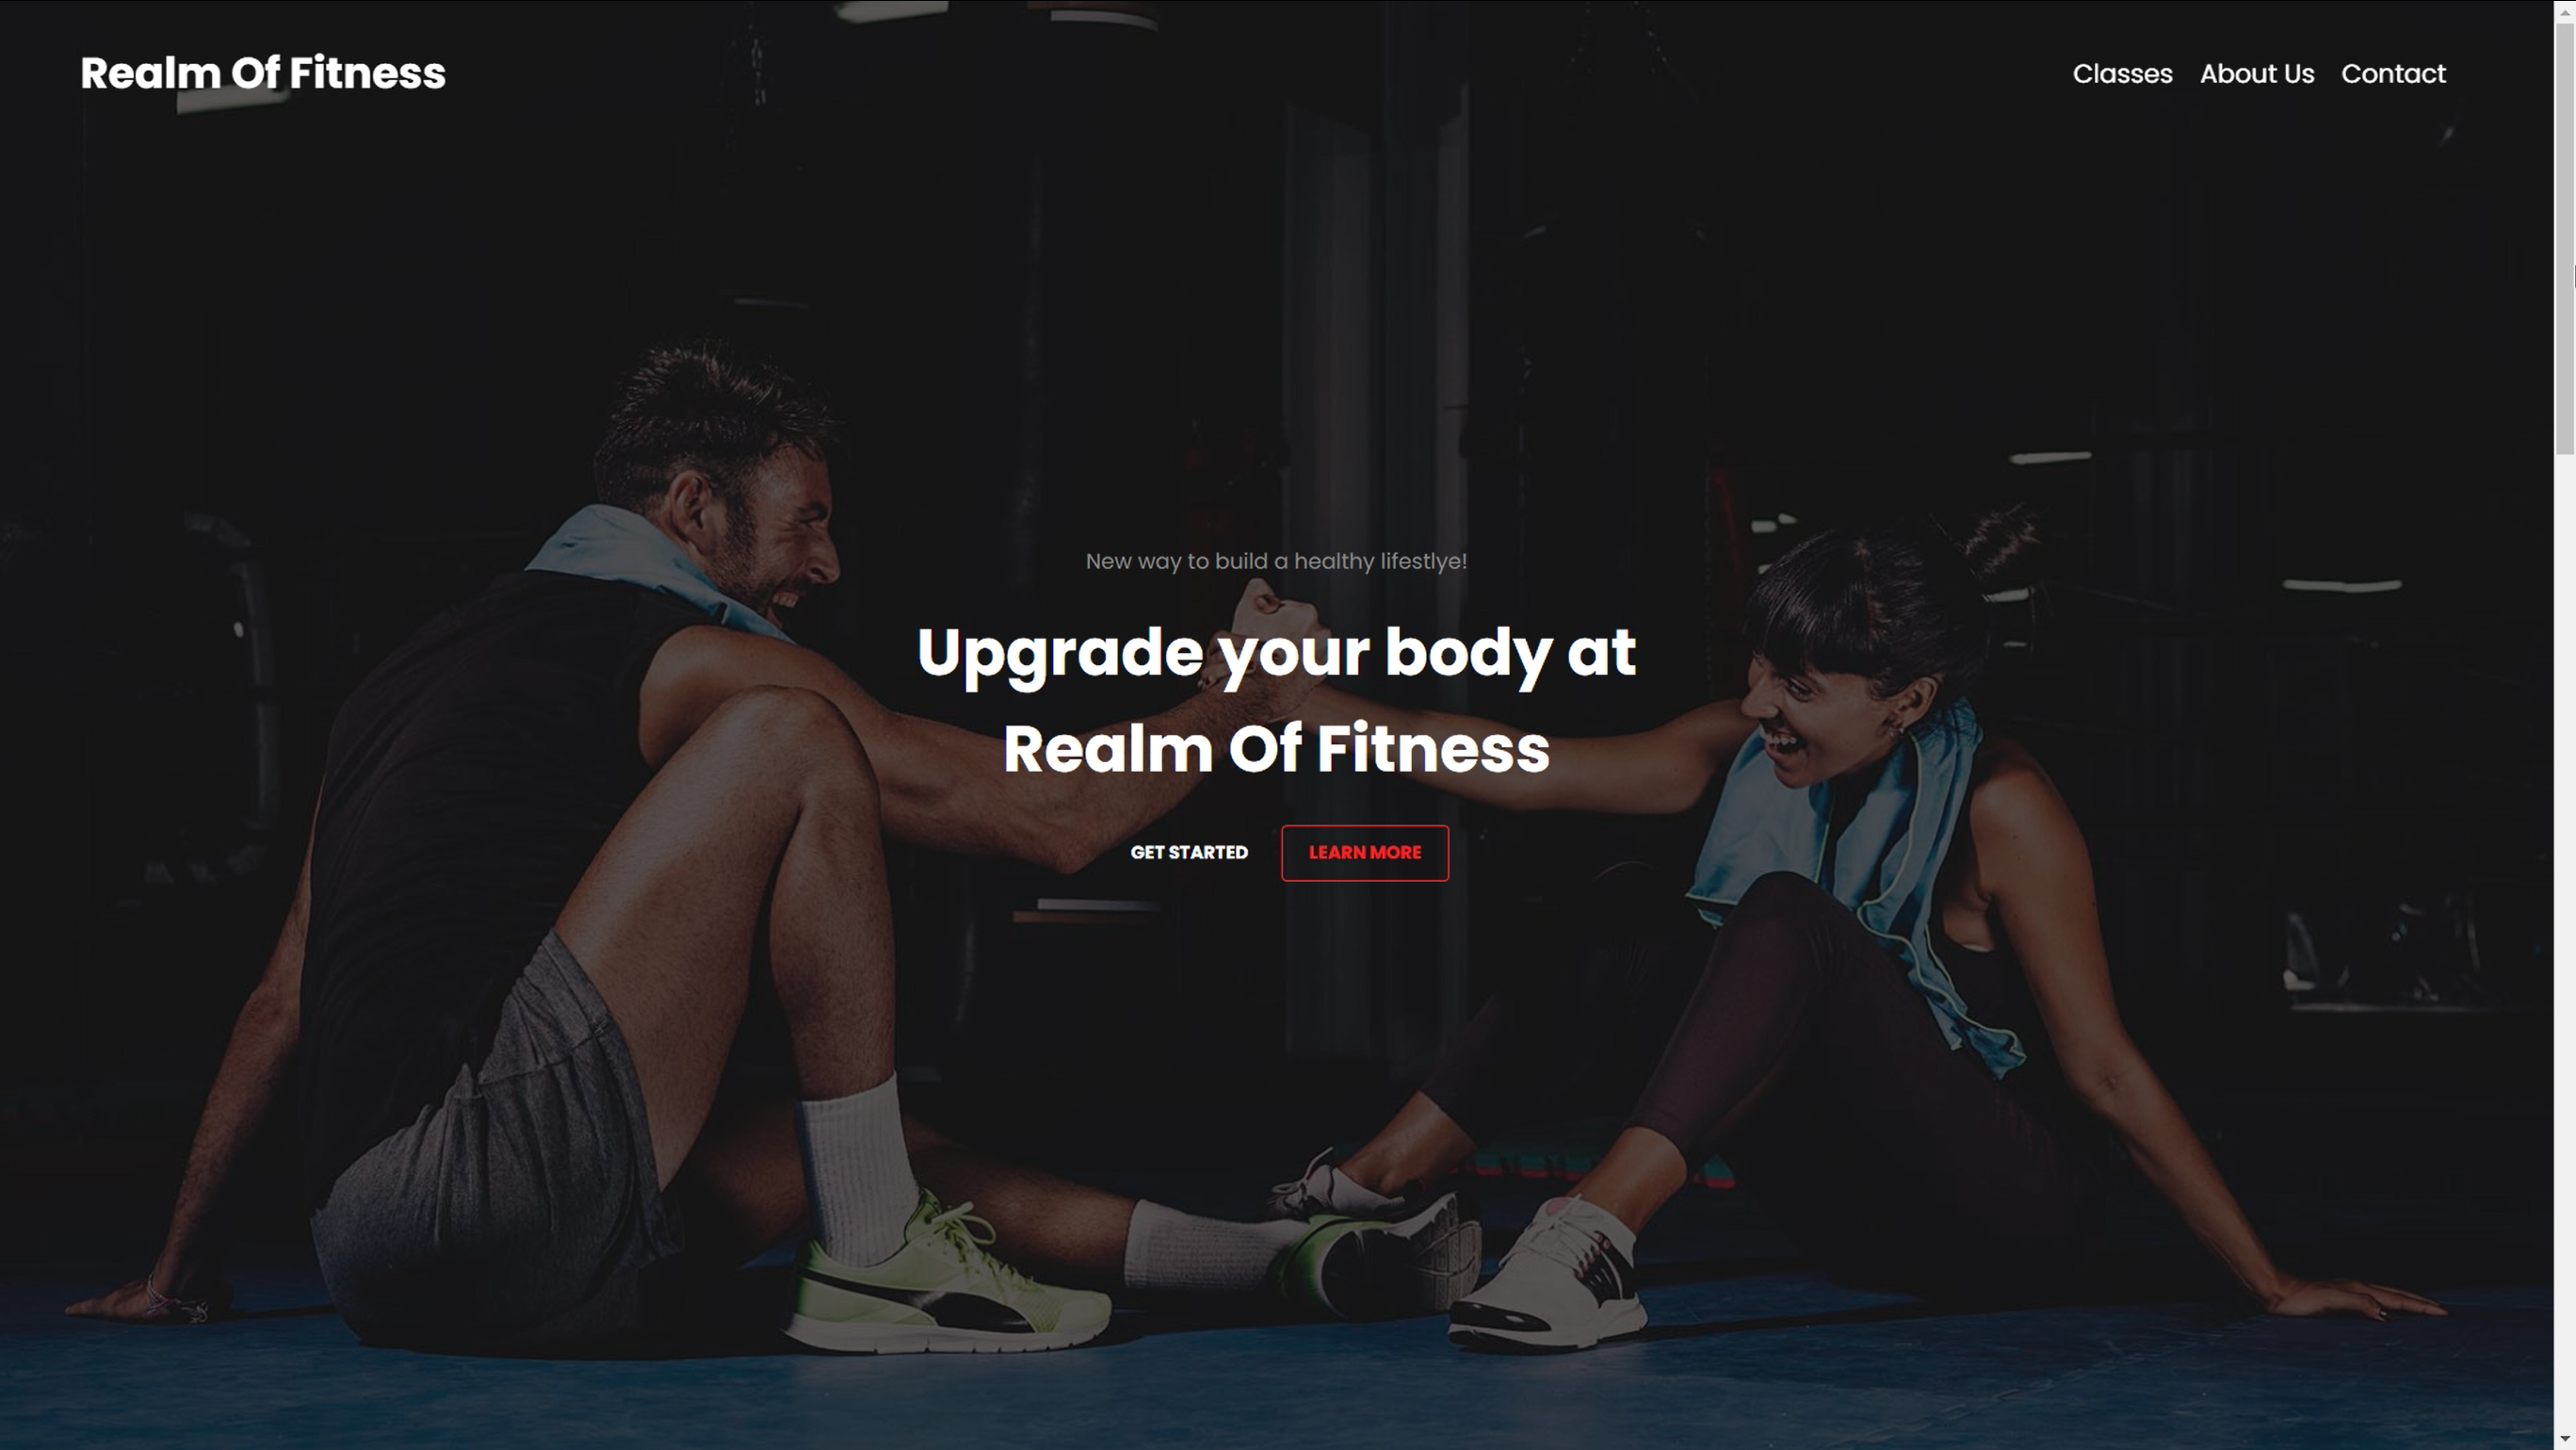 Realm Of Fitness
Classes About Us Contact
New way to build a healthy lifestlye!
Upgrade your body at
Realm Of Fitness
GET STARTED LEARN MORE